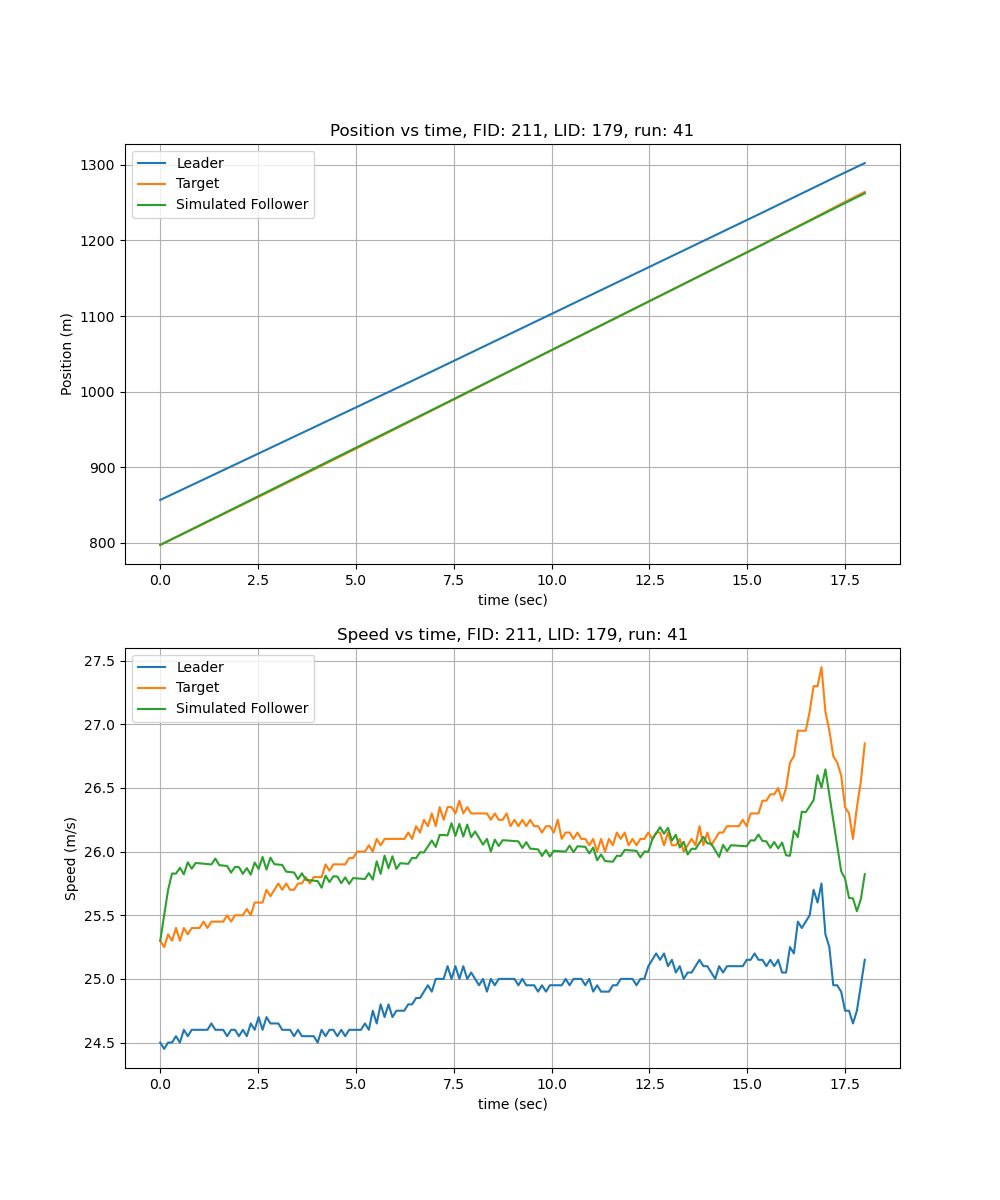 Position vs time, FID: 211, LID: 179, run: 41
Leader
Target
Simulated Follower
1300
1200
1100
1000
900
800
Position (m)
0.0 2.5 5.0 7.5 10.0 12.5 15.0 17.5
time (sec)
Speed vs time, FID: 211, LID: 179, run: 41
Leader
Target
Simulated Follower
27.5
27.0
26.5
26.0
25.5
25.0
24.5
Speed (m/s)
0.0 2.5 5.0 7.5 10.0 12.5 15.0 17.5
time (sec)